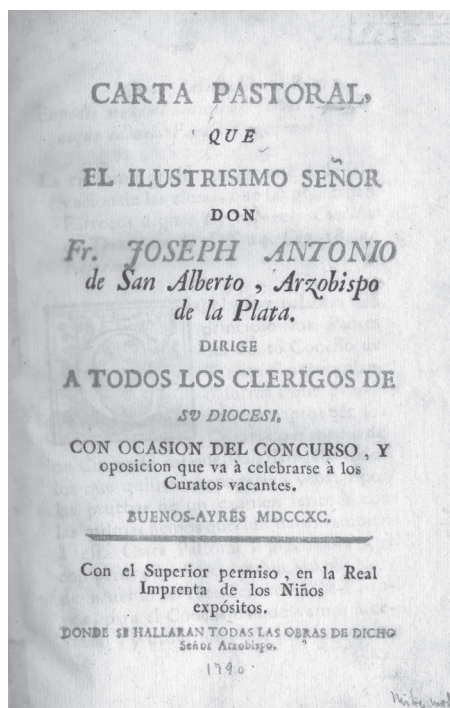 CARTA PASTORAL,
QUE
EL ILUSTRISIMO SEÑOR
DON
Fr. JOSEPH ANTONIO
de San Alberto , Arzobispo
de la Plata.
DIRIGE
A TODOS LOS CLERIGOS DE
SU DIOCESI.
CON OCASION DEL CONCURSO , Y
oposicion que va à celebrarse à los
Curatos vacantes.
BUENOS-AYRES MDCCXC.
Con el Superior permiso , en la Real
Imprenta de los Niños
expósitos.
DONDE SE HALLARAN TODAS LAS OBRAS DE DICHO
Señor Arzobispo.
1790